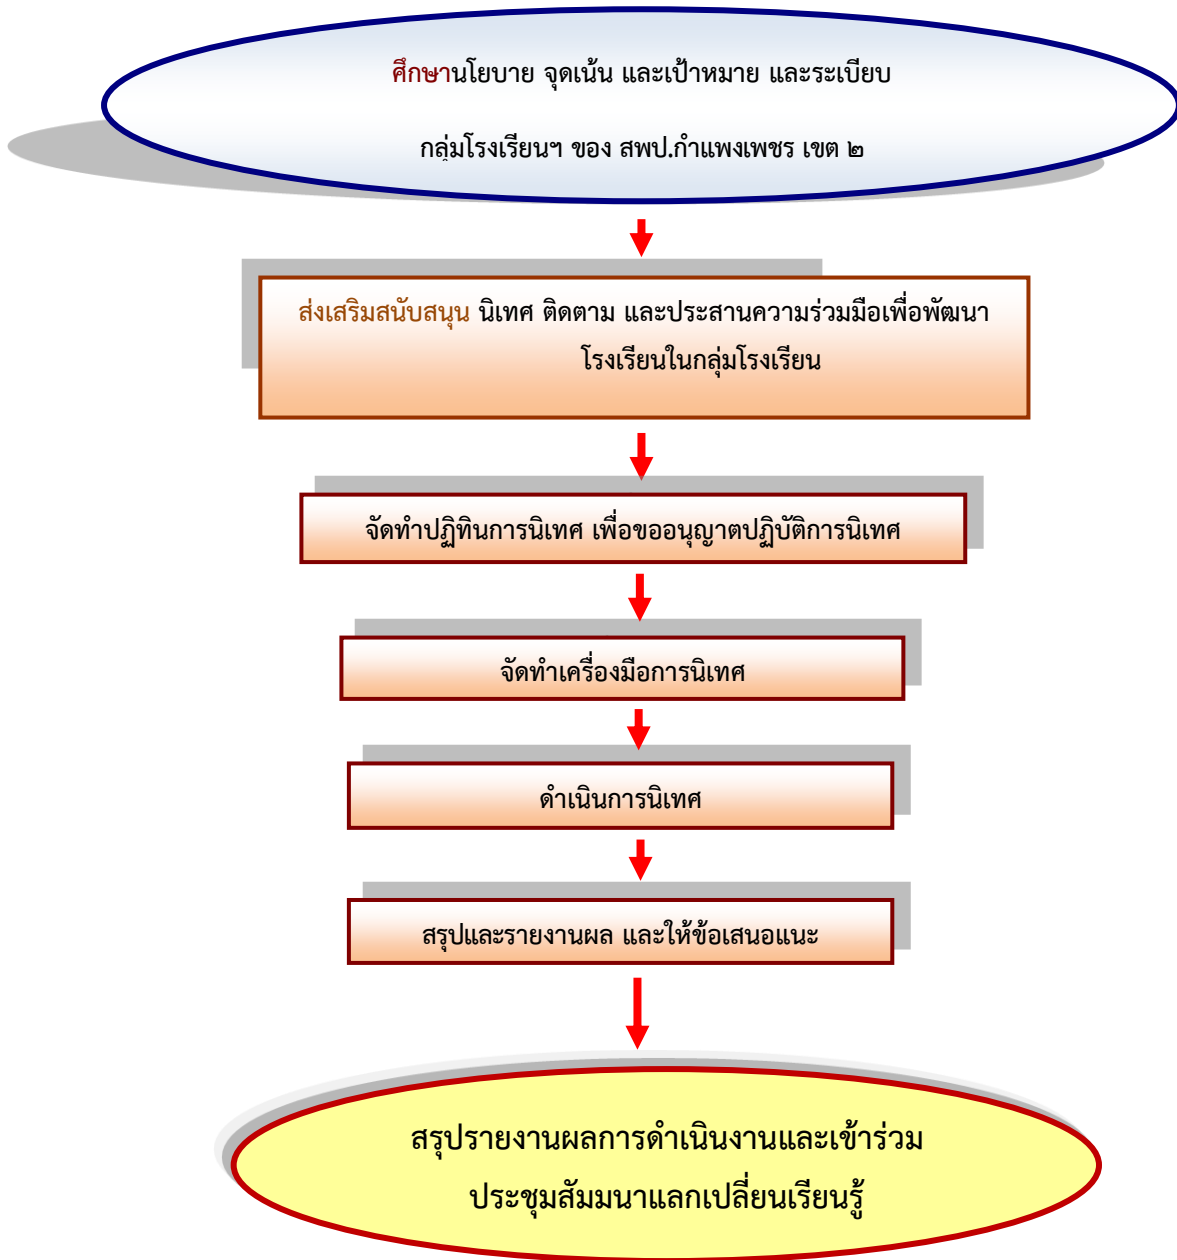 ศึกษานโยบาย จุดเน้น และเป้าหมาย และระเบียบ
กลุ่มโรงเรียนฯ ของ สพป.กำแพงเพชร เขต ๒
ส่งเสริมสนับสนุน นิเทศ ติดตาม และประสานความร่วมมือเพื่อพัฒนา
โรงเรียนในกลุ่มโรงเรียน
จัดทำปฏิทินการนิเทศ เพื่อขออนุญาตปฏิบัติการนิเทศ
จัดทำเครื่องมือการนิเทศ
ดำเนินการนิเทศ
สรุปและรายงานผล และให้ข้อเสนอแนะ
สรุปรายงานผลการดำเนินงานและเข้าร่วม
ประชุมสัมมนาแลกเปลี่ยนเรียนรู้